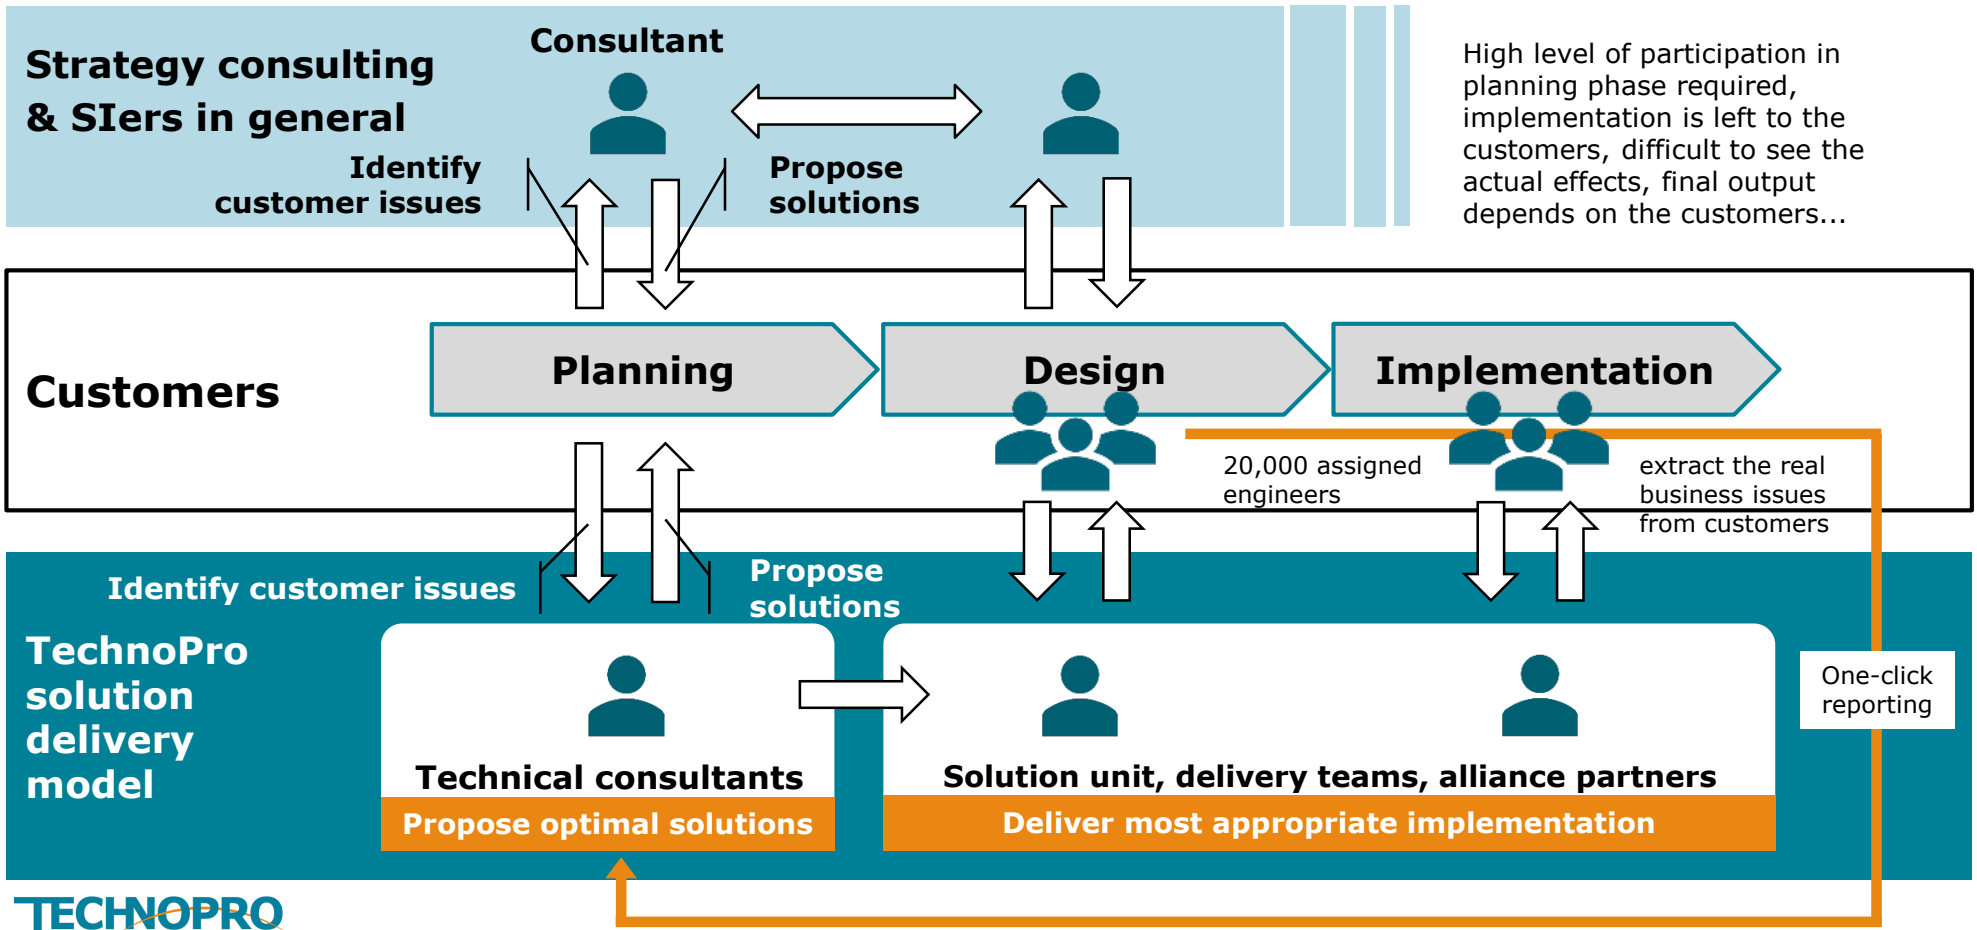 Strategy consulting
& SIers in general
Consultant
Identify
customer issues
Propose
solutions
High level of participation in
planning phase required,
implementation is left to the
customers, difficult to see the
actual effects, final output
depends on the customers...
Customers
Planning
Design
Implementation
20,000 assigned
engineers
extract the real
business issues
from customers
Identify customer issues
Propose
solutions
TechnoPro
solution
delivery
model
Technical consultants
Propose optimal solutions
Solution unit, delivery teams, alliance partners
Deliver most appropriate implementation
One-click
reporting
TECHNOPRO